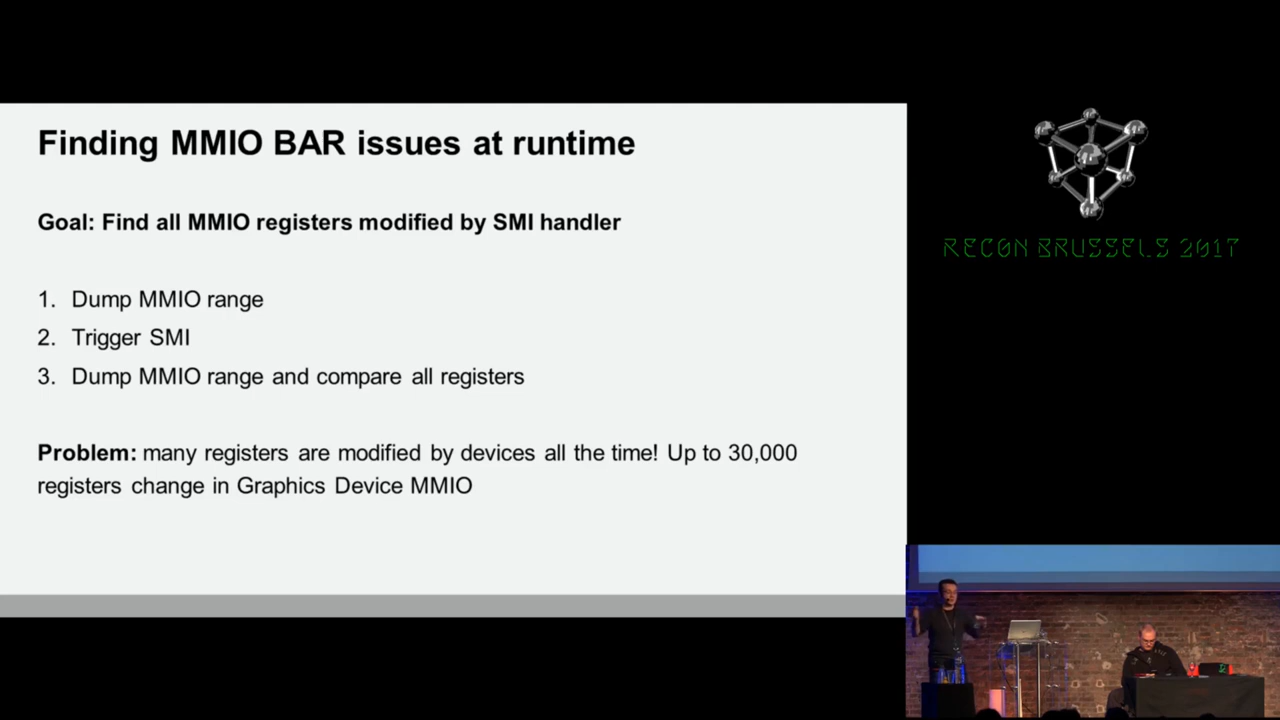 Finding MMIO BAR issues at runtime
Goal: Find all MMIO registers modified by SMI handler
1. Dump MMIO range
2. Trigger SMI
3. Dump MMIO range and compare all registers
Problem: many registers are modified by devices all the time! Up to 30,000
registers change in Graphics Device MMIO
RECON BRUSSELS 2017